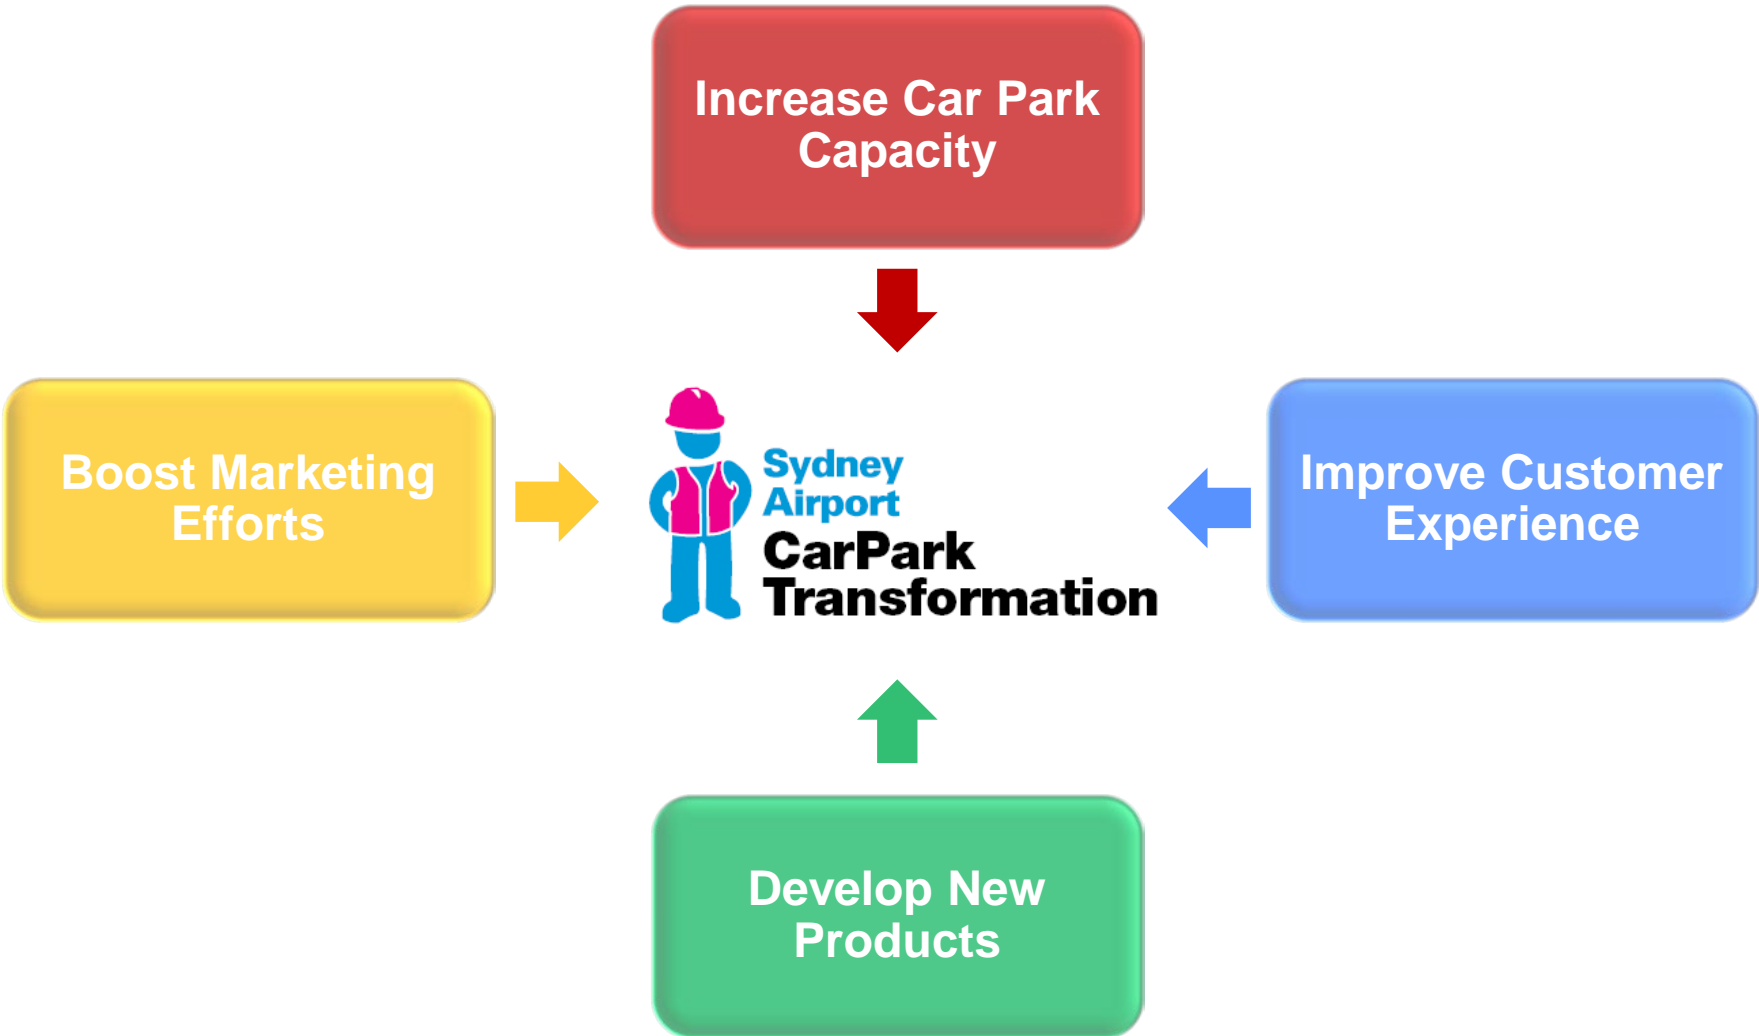 Increase Car Park
Capacity
Boost Marketing
Efforts
Sydney
Airport
CarPark
Transformation
Improve Customer
Experience
Develop New
Products